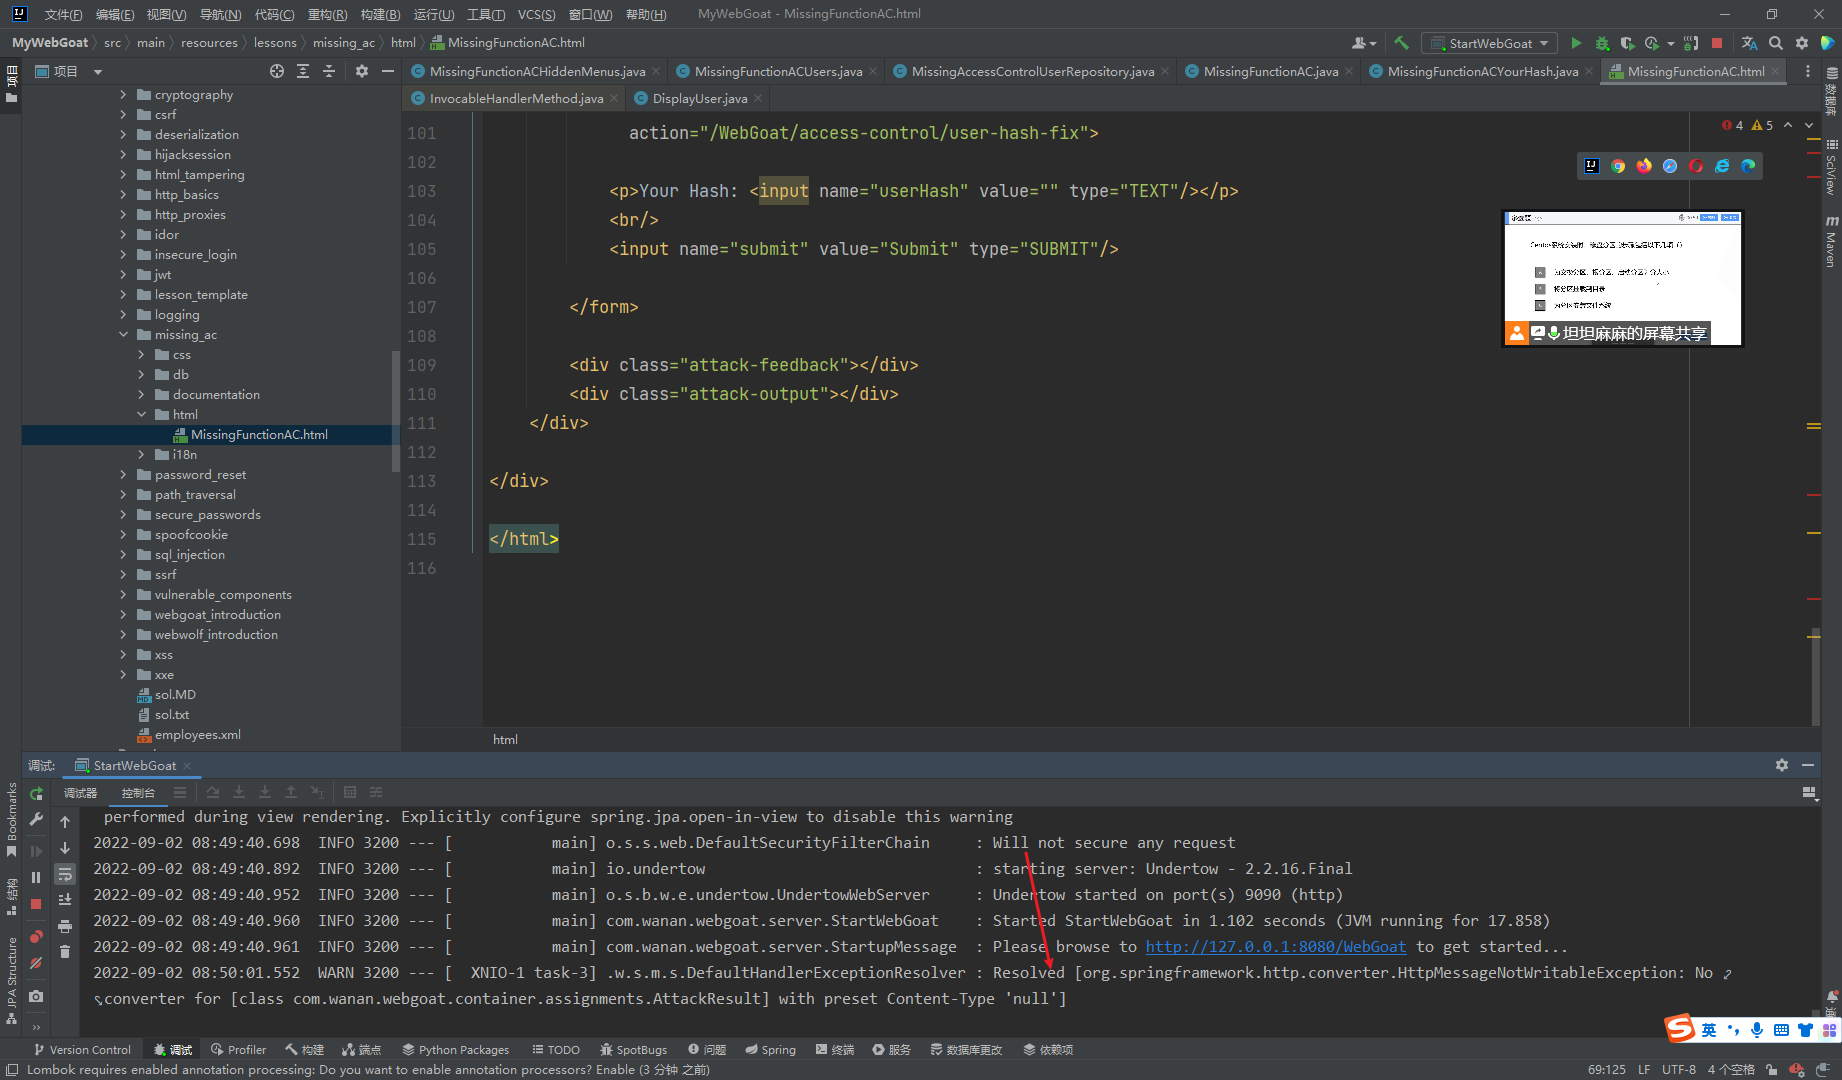 文件(F) 编辑(E) 视图(V) 导航(N) 代码(C) 重构(R) 构建(B) 运行(U) 工具(T) VCS(S) 窗口(W) 帮助(H) MyWebGoat - MissingFunctionAC.html
MyWebGoat src main resources lessons missing_ac html MissingFunctionAC.html StartWebGoat
项目 项目
MissingFunctionACHiddenMenus.java MissingFunctionACUsers.java MissingAccessControlUserRepository.java MissingFunctionAC.java MissingFunctionACYourHash.java MissingFunctionAC.html
InvocableHandlerMethod.java DisplayUser.java
cryptography
csrf
deserialization
hijacksession
html_tampering
http_basics
http_proxies
idor
insecure_login
jwt
lesson_template
logging
missing_ac
css
db
documentation
html
MissingFunctionAC.html
i18n
password_reset
path_traversal
secure_passwords
spoofcookie
sql_injection
ssrf
vulnerable_components
webgoat_introduction
webwolf_introduction
xss
xxe
sol.MD
sol.txt
employees.xml
101 action="/WebGoat/access-control/user-hash-fix">
102
103 <p>Your Hash: <input name="userHash" value="" type="TEXT"/></p>
104 <br/>
105 <input name="submit" value="Submit" type="SUBMIT"/>
106
107 </form>
108
109 <div class="attack-feedback"></div>
110 <div class="attack-output"></div>
111 </div>
112
113 </div>
114
115 </html>
116
4 5
坦坦麻麻的屏幕共享
数据库
SciView
Maven
html
调试: StartWebGoat
调试器 控制台
performed during view rendering. Explicitly configure spring.jpa.open-in-view to disable this warning
2022-09-02 08:49:40.698 INFO 3200 --- [ main] o.s.s.web.DefaultSecurityFilterChain : Will not secure any request
2022-09-02 08:49:40.892 INFO 3200 --- [ main] io.undertow : starting server: Undertow - 2.2.16.Final
2022-09-02 08:49:40.952 INFO 3200 --- [ main] o.s.b.w.e.undertow.UndertowWebServer : Undertow started on port(s) 9090 (http)
2022-09-02 08:49:40.960 INFO 3200 --- [ main] com.wanan.webgoat.server.StartWebGoat : Started StartWebGoat in 1.102 seconds (JVM running for 17.858)
2022-09-02 08:49:40.961 INFO 3200 --- [ main] com.wanan.webgoat.server.StartupMessage : Please browse to http://127.0.0.1:8080/WebGoat to get started...
2022-09-02 08:50:01.552 WARN 3200 --- [ XNIO-1 task-3] .w.s.m.s.DefaultHandlerExceptionResolver : Resolved [org.springframework.http.converter.HttpMessageNotWritableException: No
converter for [class com.wanan.webgoat.container.assignments.AttackResult] with preset Content-Type 'null']
Bookmarks
结构
JPA Structure
英
Version Control 调试 Profiler 构建 端点 Python Packages TODO SpotBugs 问题 Spring 终端 服务 数据库更改 依赖项
Lombok requires enabled annotation processing: Do you want to enable annotation processors? Enable (3 分钟 之前) 69:125 LF UTF-8 4 个空格